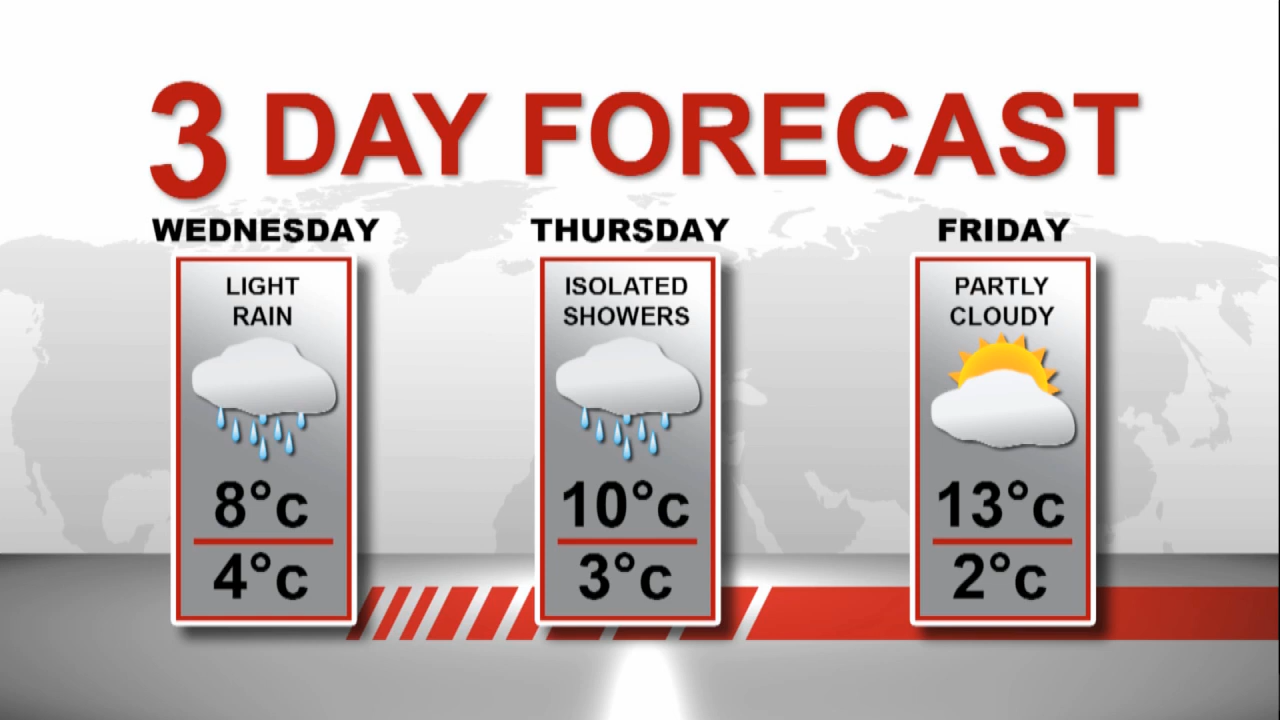 3 DAY FORECAST
WEDNESDAY
LIGHT
RAIN
8°c
4°c
THURSDAY
ISOLATED
SHOWERS
10°c
3°c
FRIDAY
PARTLY
CLOUDY
13°c
2°c